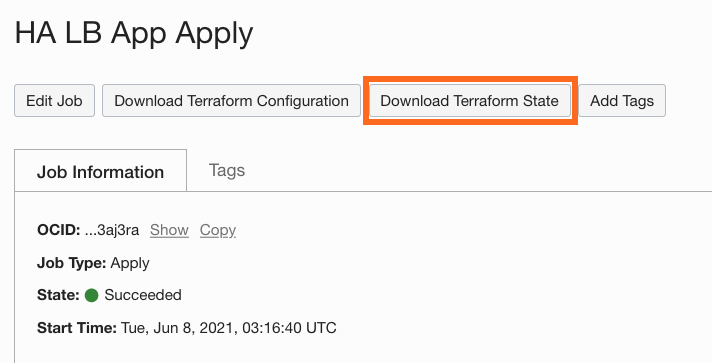 HA LB App Apply
Edit Job Download Terraform Configuration Download Terraform State Add Tags
Job Information Tags
OCID: ...3aj3ra Show Copy
Job Type: Apply
State: Succeeded
Start Time: Tue, Jun 8, 2021, 03:16:40 UTC